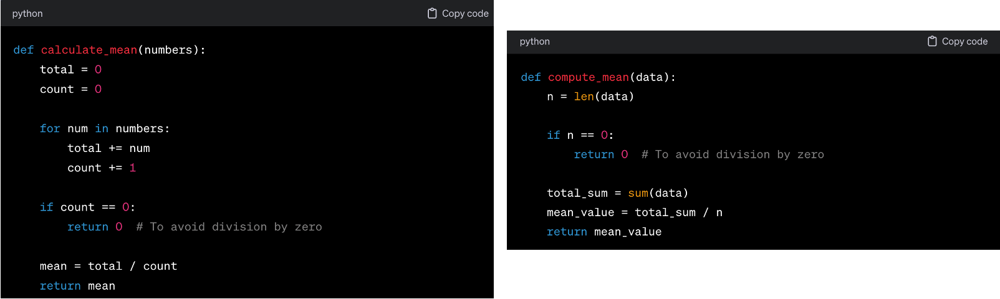 python
Copy code
def calculate_mean(numbers):
    total = 0
    count = 0
    for num in numbers:
        total += num
        count += 1
    if count == 0:
        return 0  # To avoid division by zero
    mean = total / count
    return mean
python
Copy code
def compute_mean(data):
    n = len(data)
    if n == 0:
        return 0  # To avoid division by zero
    total_sum = sum(data)
    mean_value = total_sum / n
    return mean_value